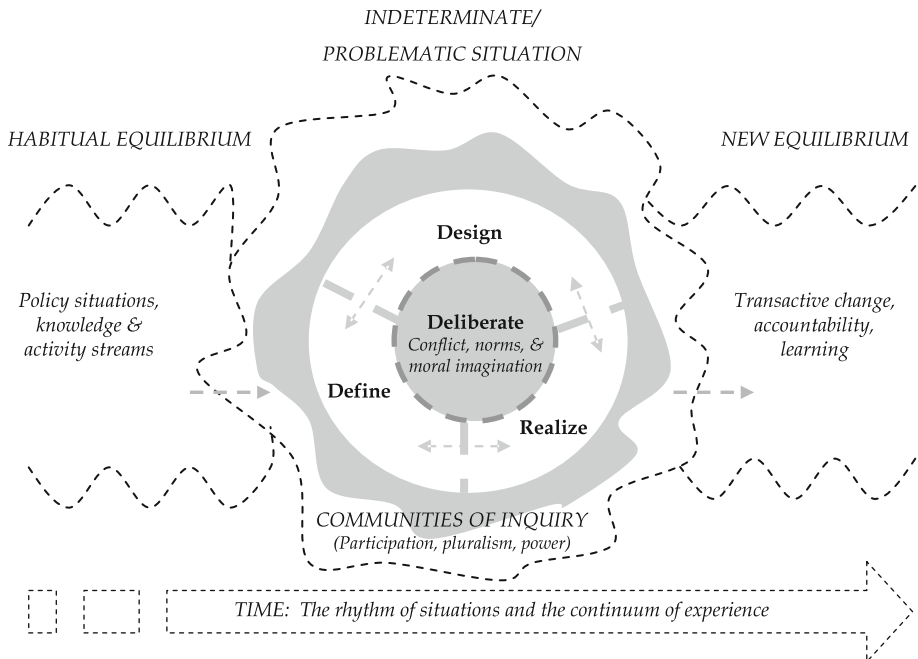 INDETERMINATE/
PROBLEMATIC SITUATION
HABITUAL EQUILIBRIUM
NEW EQUILIBRIUM
Design
Policy situations,
knowledge &
activity streams
Deliberate
Conflict, norms, &
moral imagination
Transactive change,
accountability,
learning
Define
Realize
COMMUNITIES OF INQUIRY
(Participation, pluralism, power)
TIME: The rhythm of situations and the continuum of experience